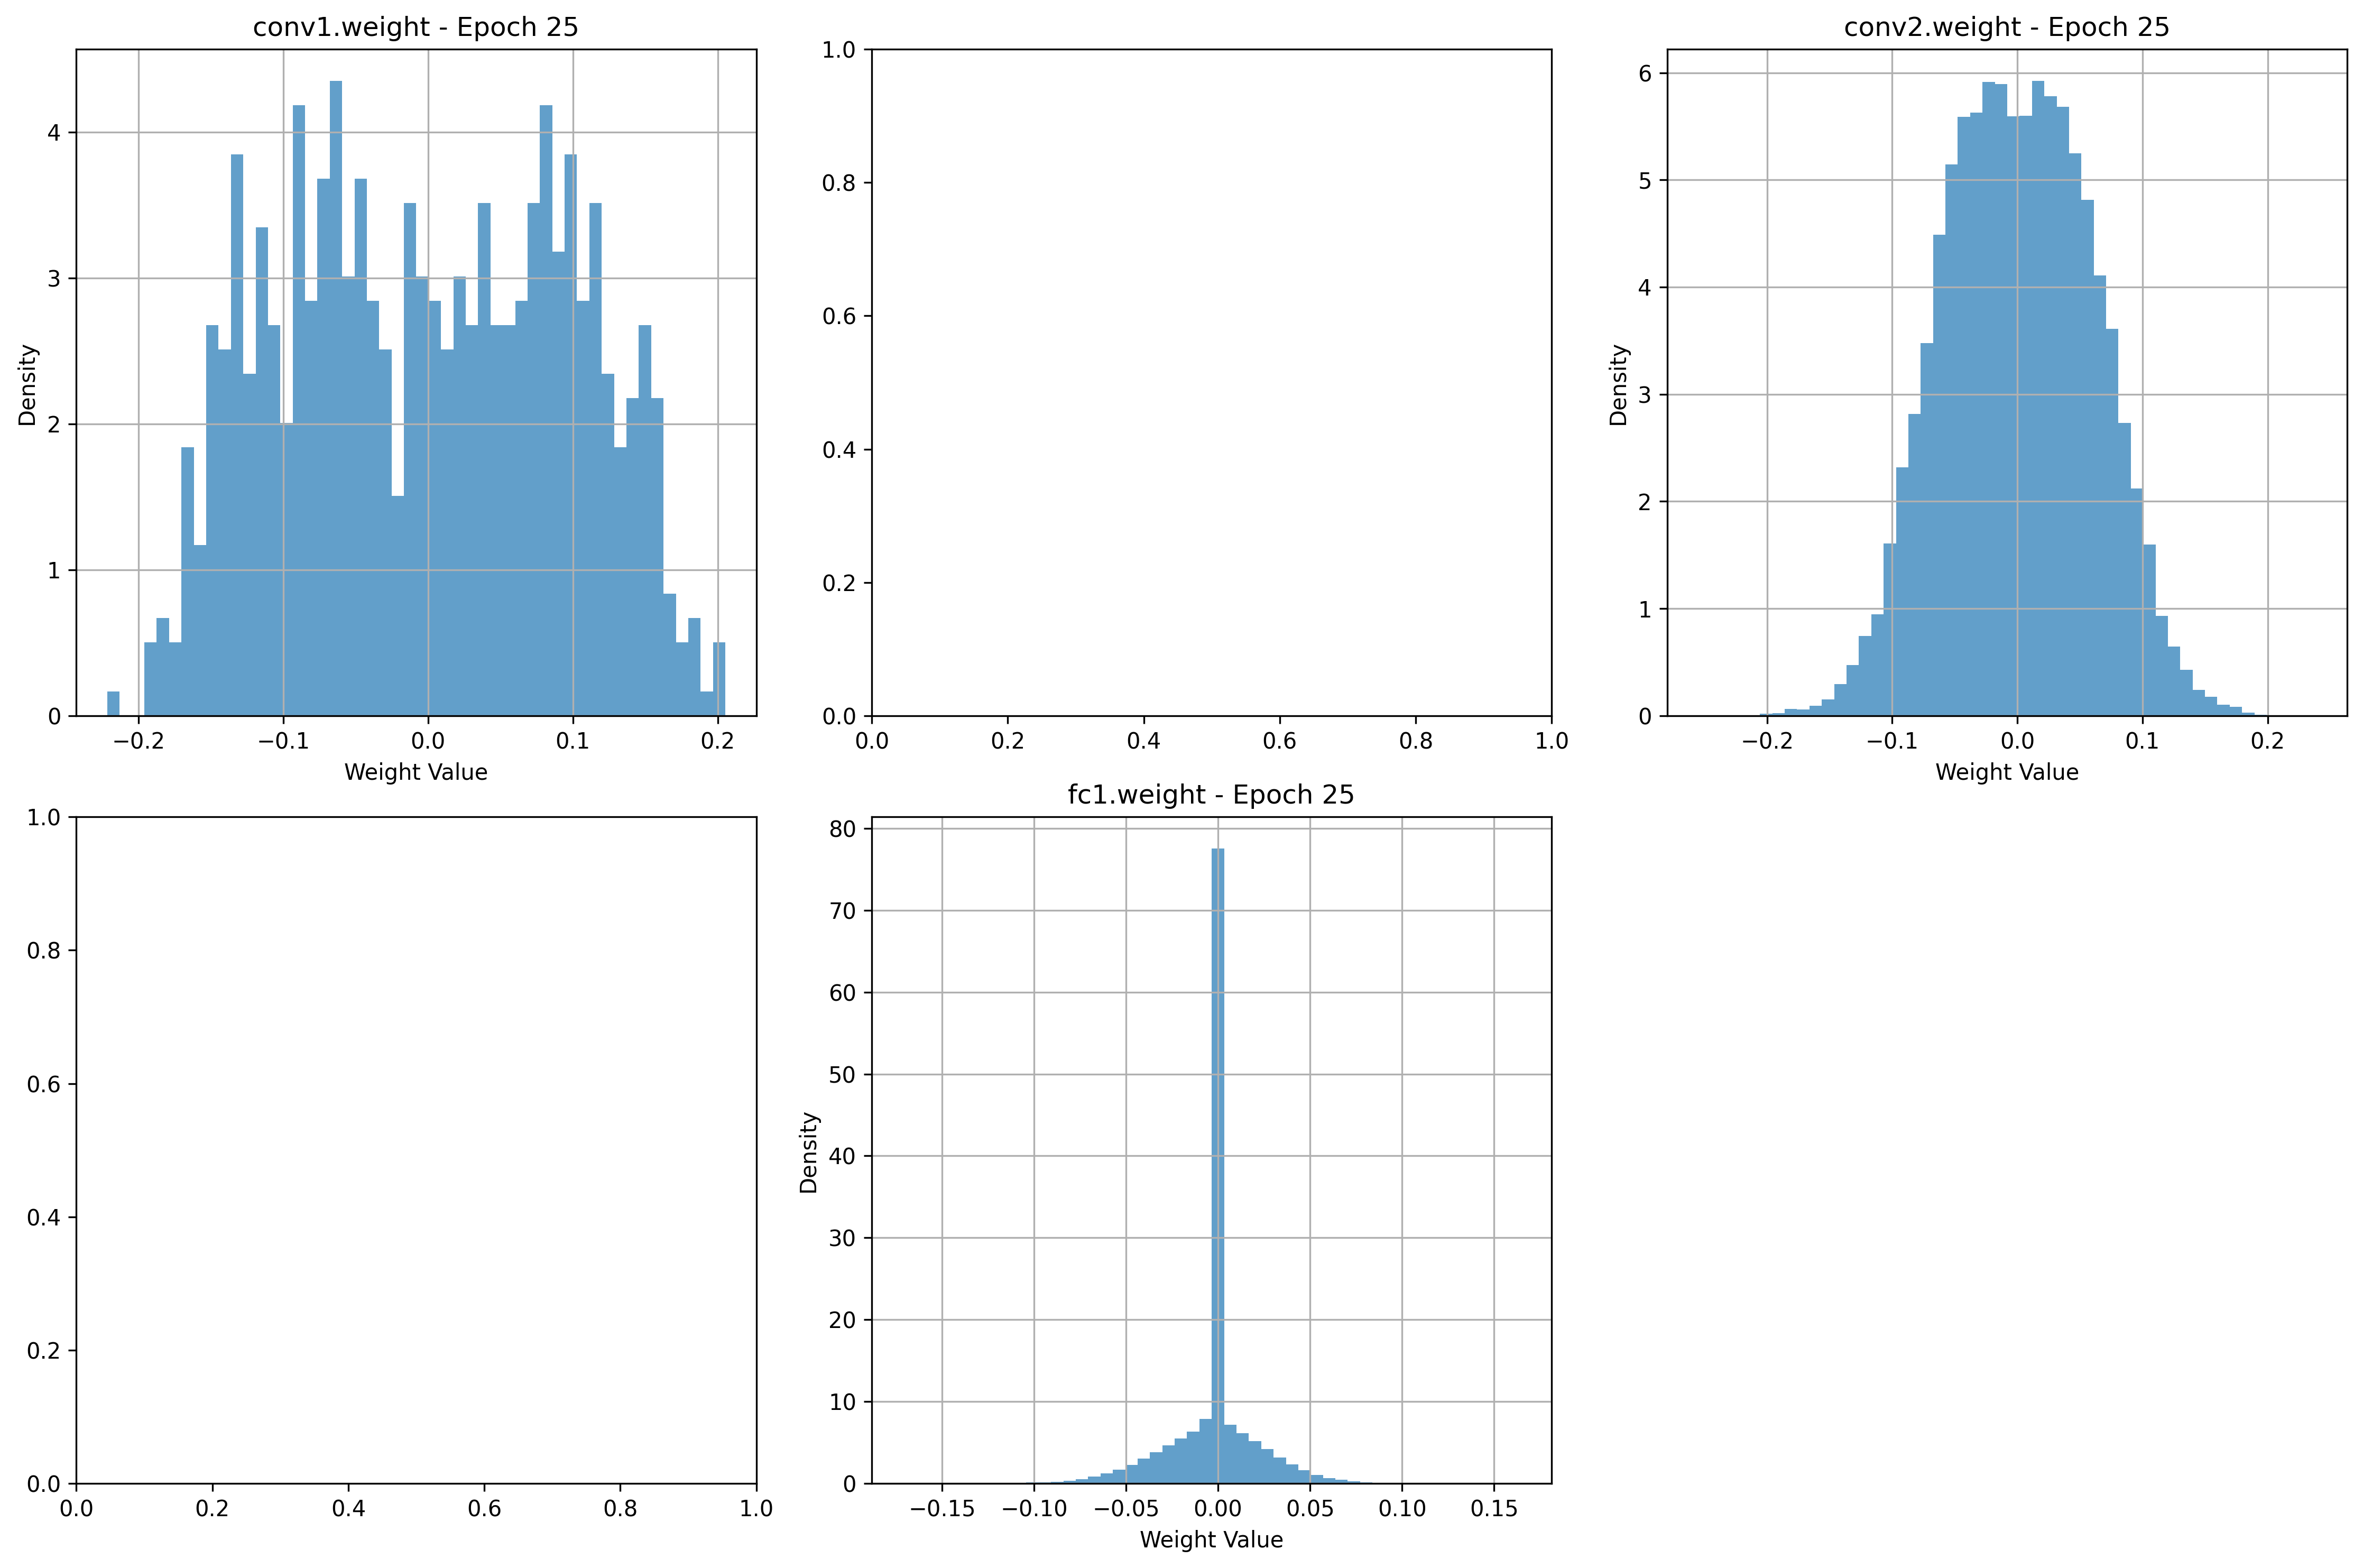 conv1.weight - Epoch 25
Density
4
3
2
1
0
−0.2 −0.1 0.0 0.1 0.2
Weight Value
1.0
0.8
0.6
0.4
0.2
0.0
0.0 0.2 0.4 0.6 0.8 1.0
conv2.weight - Epoch 25
Density
6
5
4
3
2
1
0
−0.2 −0.1 0.0 0.1 0.2
Weight Value
1.0
0.8
0.6
0.4
0.2
0.0
0.0 0.2 0.4 0.6 0.8 1.0
fc1.weight - Epoch 25
Density
80
70
60
50
40
30
20
10
0
−0.15 −0.10 −0.05 0.00 0.05 0.10 0.15
Weight Value